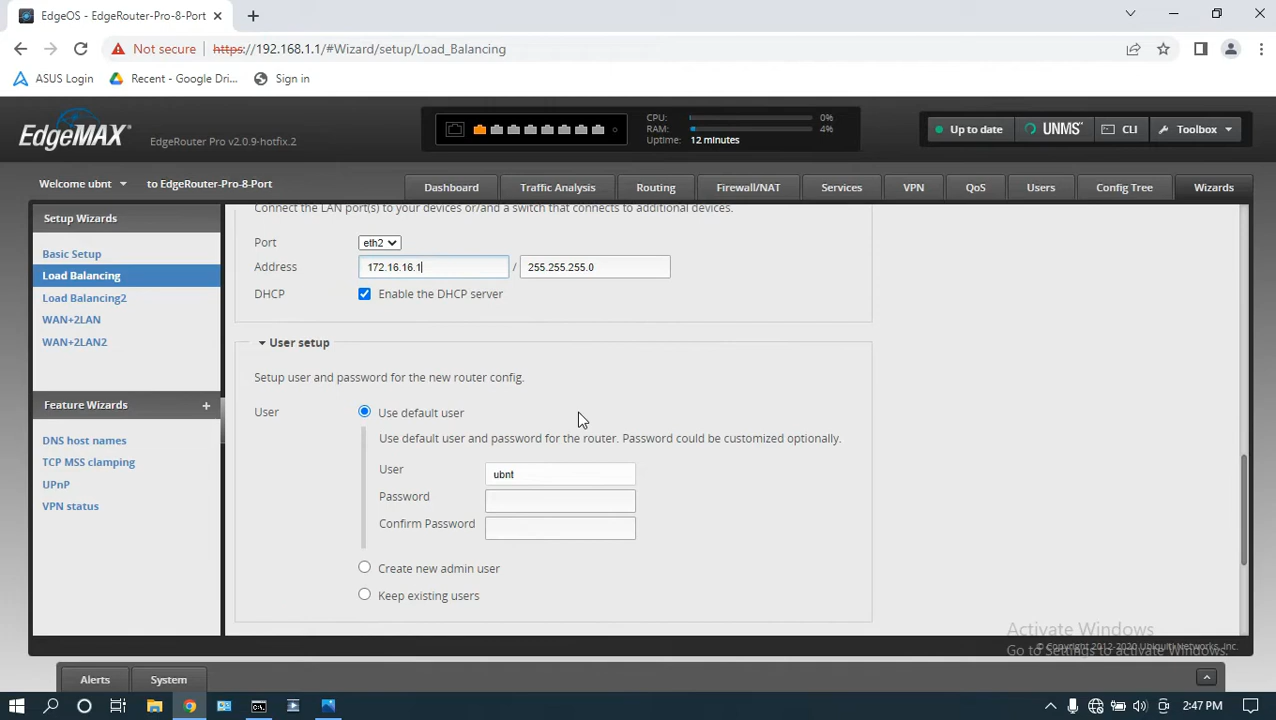 EdgeOS - EdgeRouter-Pro-8-Port
Not secure https://192.168.1.1/#Wizard/setup/Load_Balancing
ASUS Login Recent - Google Dri... Sign in
EdgeMAX EdgeRouter Pro v2.0.9-hotfix.2
CPU: 0%
RAM: 4%
Uptime: 12 minutes
Up to date UNMS CLI Toolbox
Welcome ubnt to EdgeRouter-Pro-8-Port
Dashboard Traffic Analysis Routing Firewall/NAT Services VPN QoS Users Config Tree Wizards
Setup Wizards
Basic Setup
Load Balancing
Load Balancing2
WAN+2LAN
WAN+2LAN2
Feature Wizards +
DNS host names
TCP MSS clamping
UPnP
VPN status
Connect the LAN port(s) to your devices or/and a switch that connects to additional devices.
Port eth2
Address 172.16.16.1 / 255.255.255.0
DHCP Enable the DHCP server
User setup
Setup user and password for the new router config.
User Use default user
Use default user and password for the router. Password could be customized optionally.
User ubnt
Password
Confirm Password
Create new admin user
Keep existing users
Activate Windows
Go to Settings to activate Windows.
© Copyright 2012-2020 Ubiquiti Networks, Inc.
Alerts System
2:47 PM